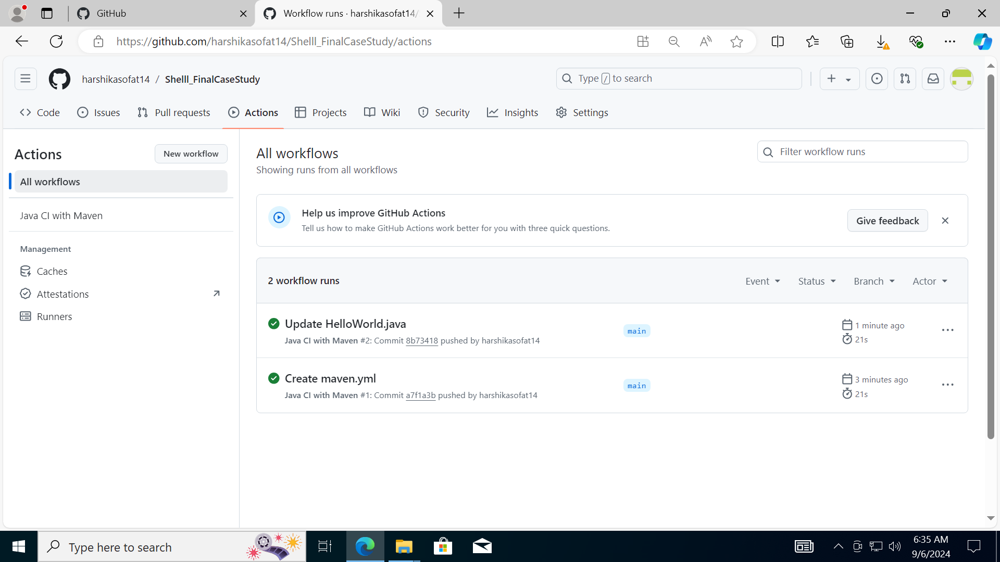 GitHub
Workflow runs · harshikasofat14/
https://github.com/harshikasofat14/Shelll_FinalCaseStudy/actions
harshikasofat14 / Shelll_FinalCaseStudy
Type / to search
Code
Issues
Pull requests
Actions
Projects
Wiki
Security
Insights
Settings
Actions
New workflow
All workflows
Java CI with Maven
Management
Caches
Attestations
Runners
All workflows
Showing runs from all workflows
Filter workflow runs
Help us improve GitHub Actions
Tell us how to make GitHub Actions work better for you with three quick questions.
Give feedback
2 workflow runs
Event
Status
Branch
Actor
Update HelloWorld.java
Java CI with Maven #2: Commit 8b73418 pushed by harshikasofat14
main
1 minute ago
21s
Create maven.yml
Java CI with Maven #1: Commit a7f1a3b pushed by harshikasofat14
main
3 minutes ago
21s
Type here to search
6:35 AM
9/6/2024